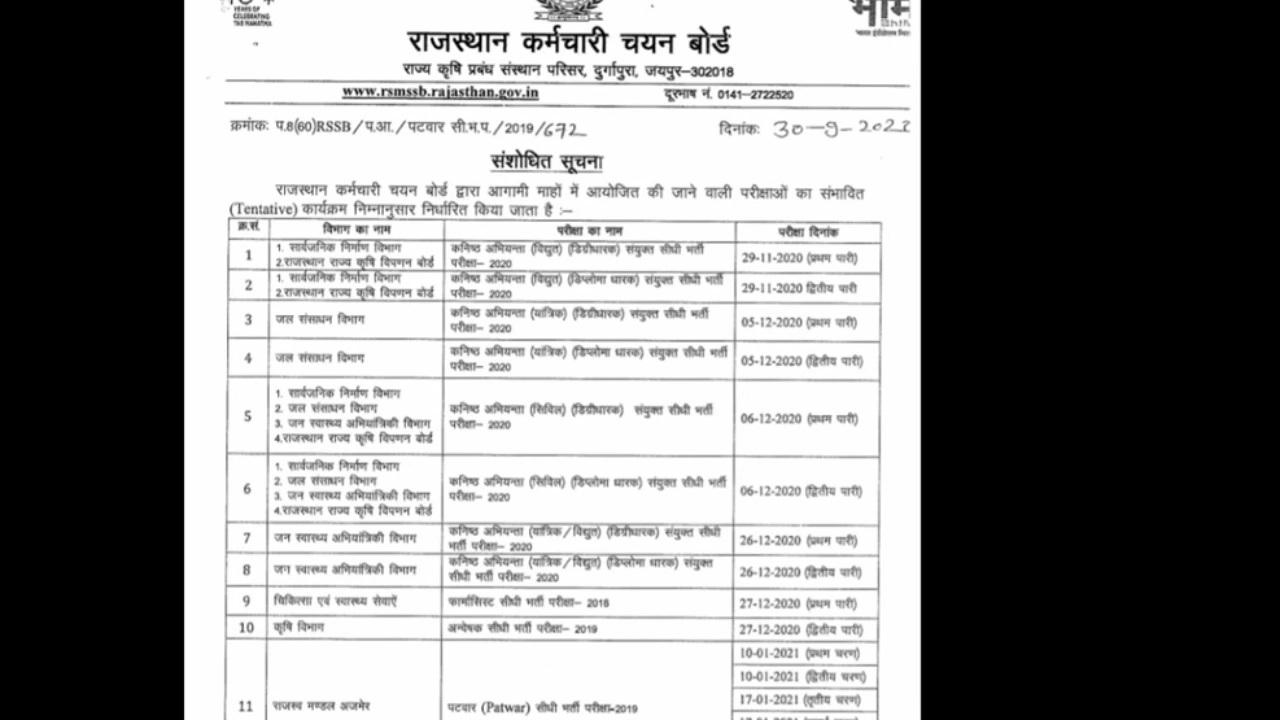 YEARS OF
CELEBRATING
THE MAHATMA
राजस्थान कर्मचारी चयन बोर्ड
राज्य कृषि प्रबंध संस्थान परिसर, दुर्गापुरा, जयपुर–302018
www.rsmssb.rajasthan.gov.in दूरभाष नं. 0141–2722520
क्रमांकः प.8(60)RSSB/प.आ./पटवार सी.भ.प./2019/672 दिनांकः 30-9-
संशोधित सूचना
राजस्थान कर्मचारी चयन बोर्ड द्वारा आगामी माहों में आयोजित की जाने वाली परीक्षाओं का संभावित
(Tentative) कार्यक्रम निम्नानुसार निर्धारित किया जाता है :–
क्र.सं. विभाग का नाम परीक्षा का नाम परीक्षा दिनांक
1 1. सार्वजनिक निर्माण विभाग कनिष्ठ अभियन्ता (विद्युत) (डिग्रीधारक) संयुक्त सीधी भर्ती 29-11-2020 (प्रथम पारी)
2.राजस्थान राज्य कृषि विपणन बोर्ड परीक्षा– 2020
2 1. सार्वजनिक निर्माण विभाग कनिष्ठ अभियन्ता (विद्युत) (डिप्लोमा धारक) संयुक्त सीधी भर्ती 29-11-2020 द्वितीय पारी
2.राजस्थान राज्य कृषि विपणन बोर्ड परीक्षा– 2020
3 जल संसाधन विभाग कनिष्ठ अभियन्ता (यांत्रिक) (डिग्रीधारक) संयुक्त सीधी भर्ती 05-12-2020 (प्रथम पारी)
परीक्षा– 2020
4 जल संसाधन विभाग कनिष्ठ अभियन्ता (यांत्रिक) (डिप्लोमा धारक) संयुक्त सीधी भर्ती 05-12-2020 (द्वितीय पारी)
परीक्षा– 2020
1. सार्वजनिक निर्माण विभाग
5 2. जल संसाधन विभाग कनिष्ठ अभियन्ता (सिविल) (डिग्रीधारक) संयुक्त सीधी भर्ती 06-12-2020 (प्रथम पारी)
3. जन स्वास्थ्य अभियांत्रिकी विभाग परीक्षा– 2020
4.राजस्थान राज्य कृषि विपणन बोर्ड
1. सार्वजनिक निर्माण विभाग
6 2. जल संसाधन विभाग कनिष्ठ अभियन्ता (सिविल) (डिप्लोमा धारक) संयुक्त सीधी भर्ती 06-12-2020 (द्वितीय पारी)
3. जन स्वास्थ्य अभियांत्रिकी विभाग परीक्षा– 2020
4.राजस्थान राज्य कृषि विपणन बोर्ड
7 जन स्वास्थ्य अभियांत्रिकी विभाग कनिष्ठ अभियन्ता (यांत्रिक/विद्युत) (डिग्रीधारक) संयुक्त सीधी 26-12-2020 (प्रथम पारी)
भर्ती परीक्षा– 2020
8 जन स्वास्थ्य अभियांत्रिकी विभाग कनिष्ठ अभियन्ता (यांत्रिक/विद्युत) (डिप्लोमा धारक) संयुक्त 26-12-2020 (द्वितीय पारी)
सीधी भर्ती परीक्षा– 2020
9 चिकित्सा एवं स्वास्थ्य सेवाऐं फार्मासिस्ट सीधी भर्ती परीक्षा– 2018 27-12-2020 (प्रथम पारी)
10 कृषि विभाग अन्वेषक सीधी भर्ती परीक्षा– 2019 27-12-2020 (द्वितीय पारी)
10-01-2021 (प्रथम चरण)
10-01-2021 (द्वितीय चरण)
11 राजस्व मण्डल अजमेर पटवार (Patwar) सीधी भर्ती परीक्षा-2019 17-01-2021 (तृतीय चरण)